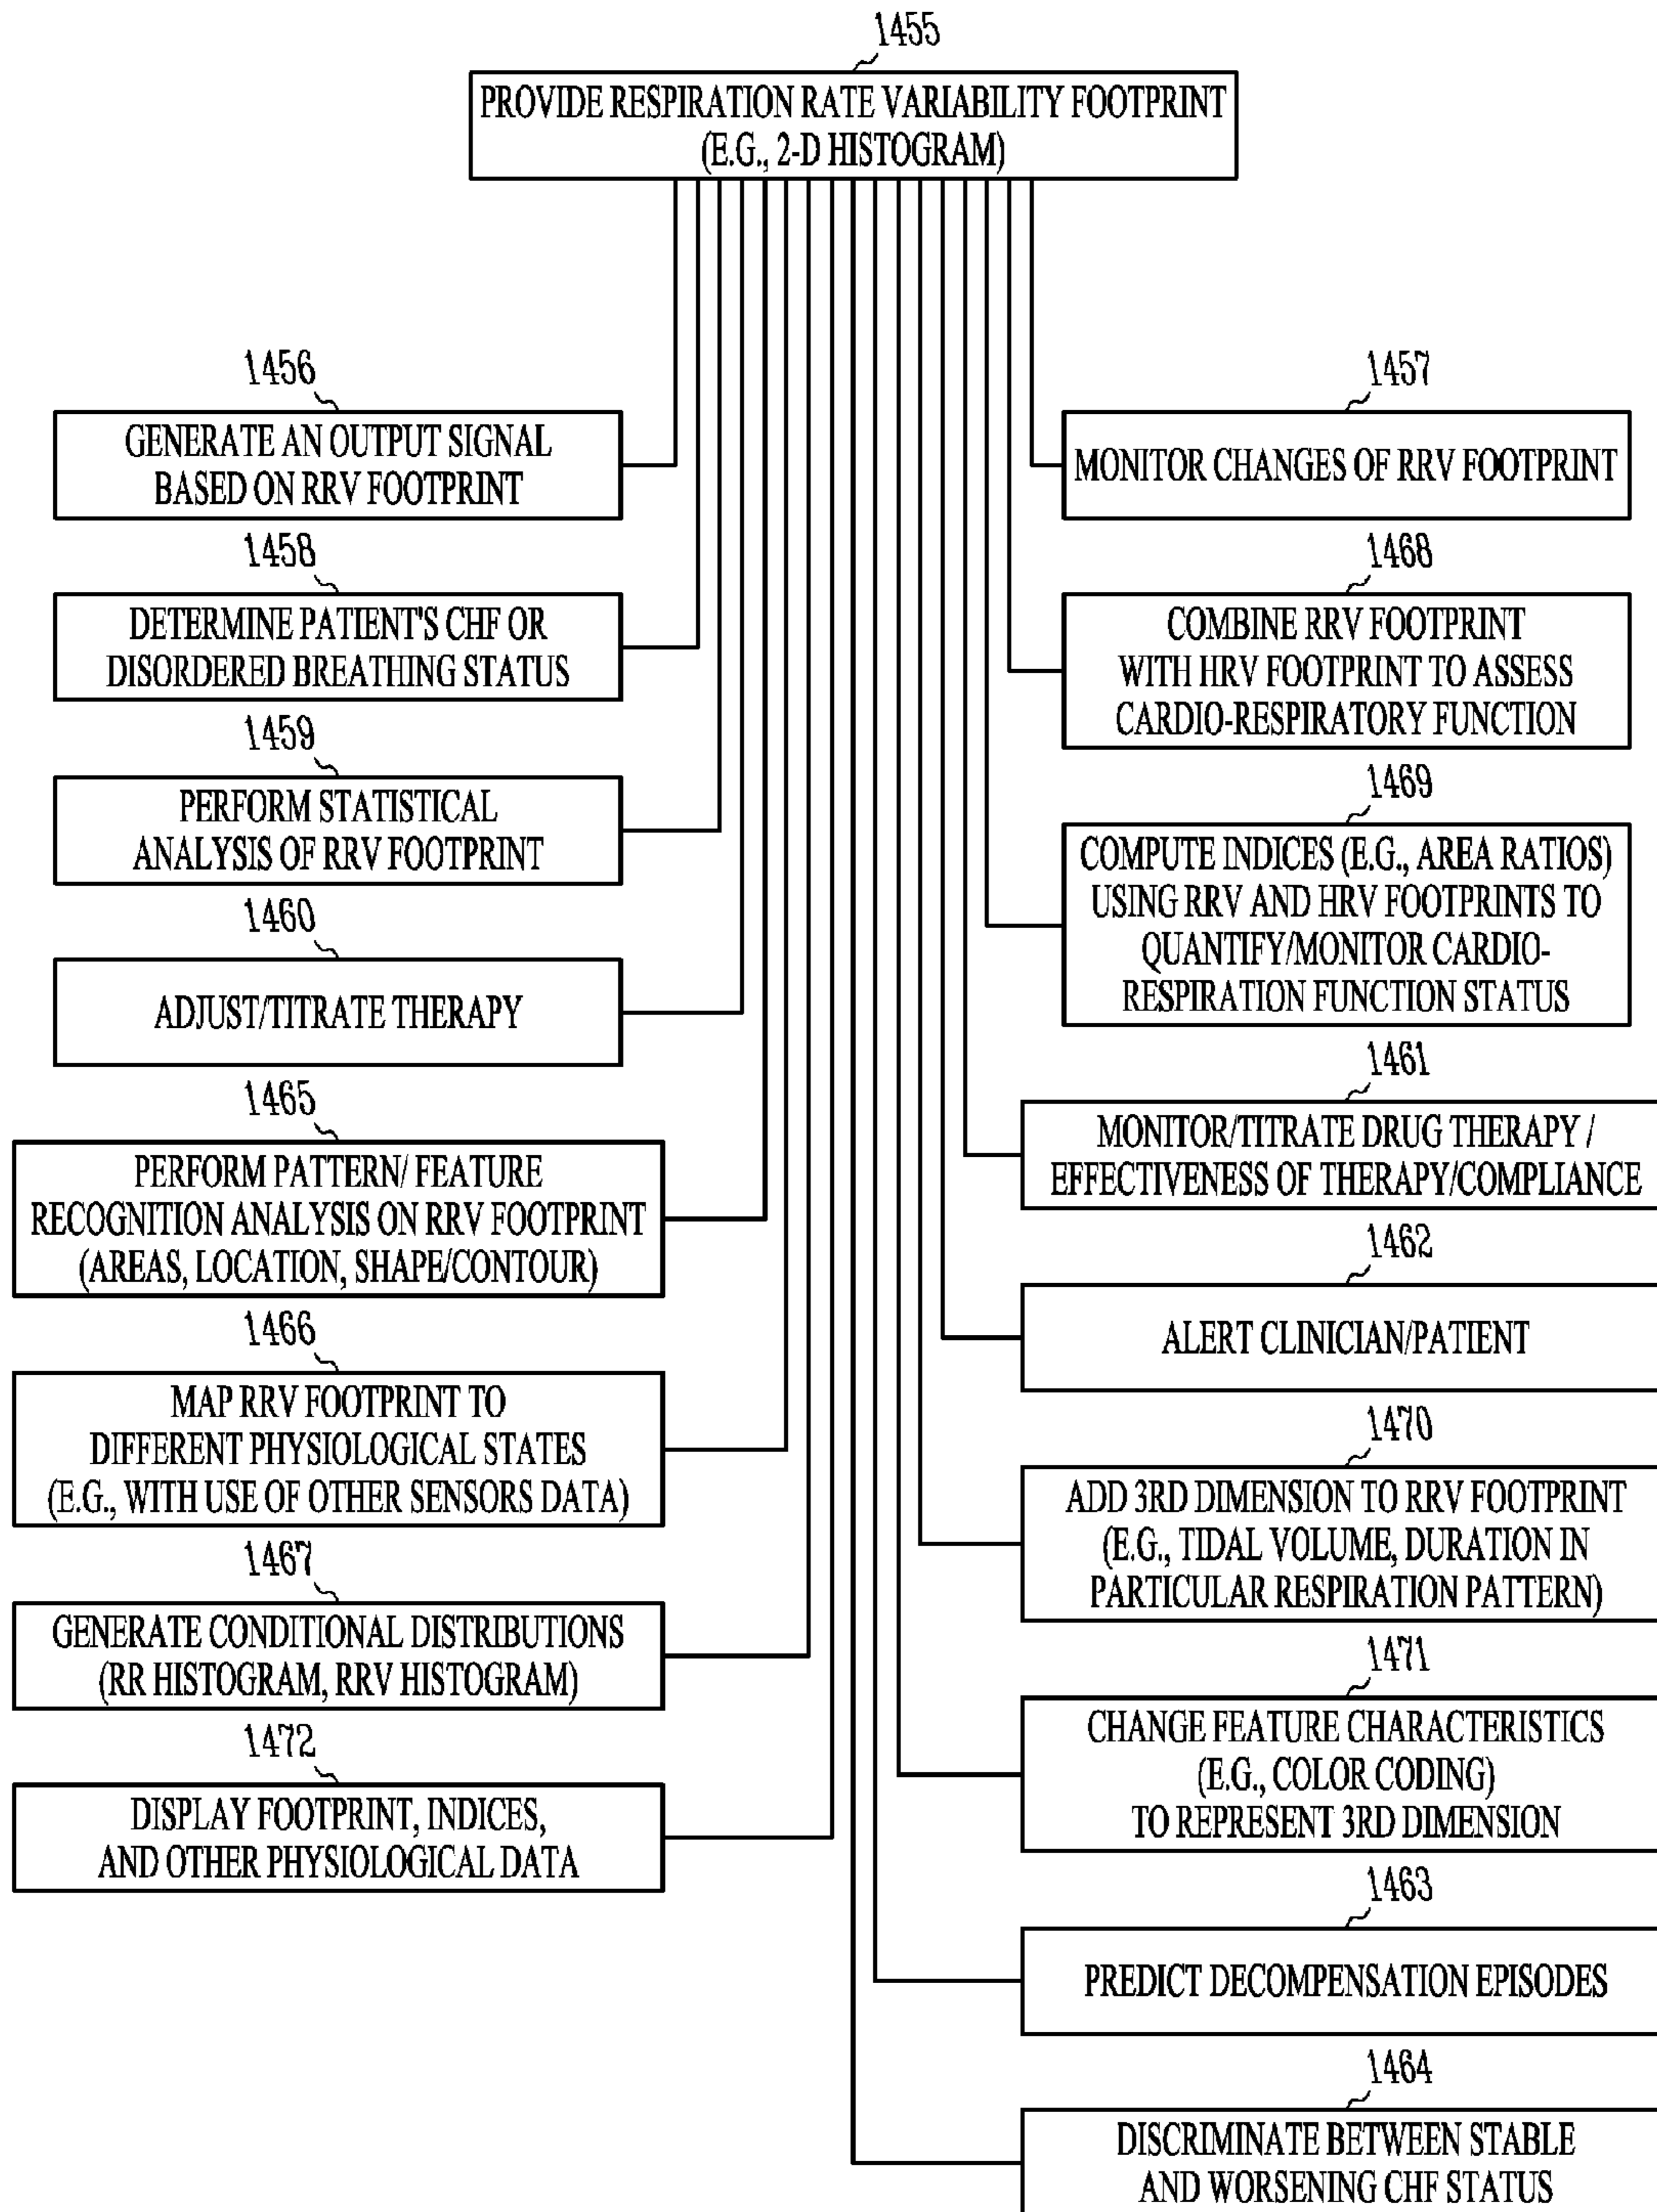 1455
PROVIDE RESPIRATION RATE VARIABILITY FOOTPRINT
(E.G., 2-D HISTOGRAM)
1456
GENERATE AN OUTPUT SIGNAL
BASED ON RRV FOOTPRINT
1458
DETERMINE PATIENT'S CHF OR
DISORDERED BREATHING STATUS
1459
PERFORM STATISTICAL
ANALYSIS OF RRV FOOTPRINT
1460
ADJUST/TITRATE THERAPY
1465
PERFORM PATTERN/ FEATURE
RECOGNITION ANALYSIS ON RRV FOOTPRINT
(AREAS, LOCATION, SHAPE/CONTOUR)
1466
MAP RRV FOOTPRINT TO
DIFFERENT PHYSIOLOGICAL STATES
(E.G., WITH USE OF OTHER SENSORS DATA)
1467
GENERATE CONDITIONAL DISTRIBUTIONS
(RR HISTOGRAM, RRV HISTOGRAM)
1472
DISPLAY FOOTPRINT, INDICES,
AND OTHER PHYSIOLOGICAL DATA
1457
MONITOR CHANGES OF RRV FOOTPRINT
1468
COMBINE RRV FOOTPRINT
WITH HRV FOOTPRINT TO ASSESS
CARDIO-RESPIRATORY FUNCTION
1469
COMPUTE INDICES (E.G., AREA RATIOS)
USING RRV AND HRV FOOTPRINTS TO
QUANTIFY/MONITOR CARDIO-
RESPIRATION FUNCTION STATUS
1461
MONITOR/TITRATE DRUG THERAPY /
EFFECTIVENESS OF THERAPY/COMPLIANCE
1462
ALERT CLINICIAN/PATIENT
1470
ADD 3RD DIMENSION TO RRV FOOTPRINT
(E.G., TIDAL VOLUME, DURATION IN
PARTICULAR RESPIRATION PATTERN)
1471
CHANGE FEATURE CHARACTERISTICS
(E.G., COLOR CODING)
TO REPRESENT 3RD DIMENSION
1463
PREDICT DECOMPENSATION EPISODES
1464
DISCRIMINATE BETWEEN STABLE
AND WORSENING CHF STATUS